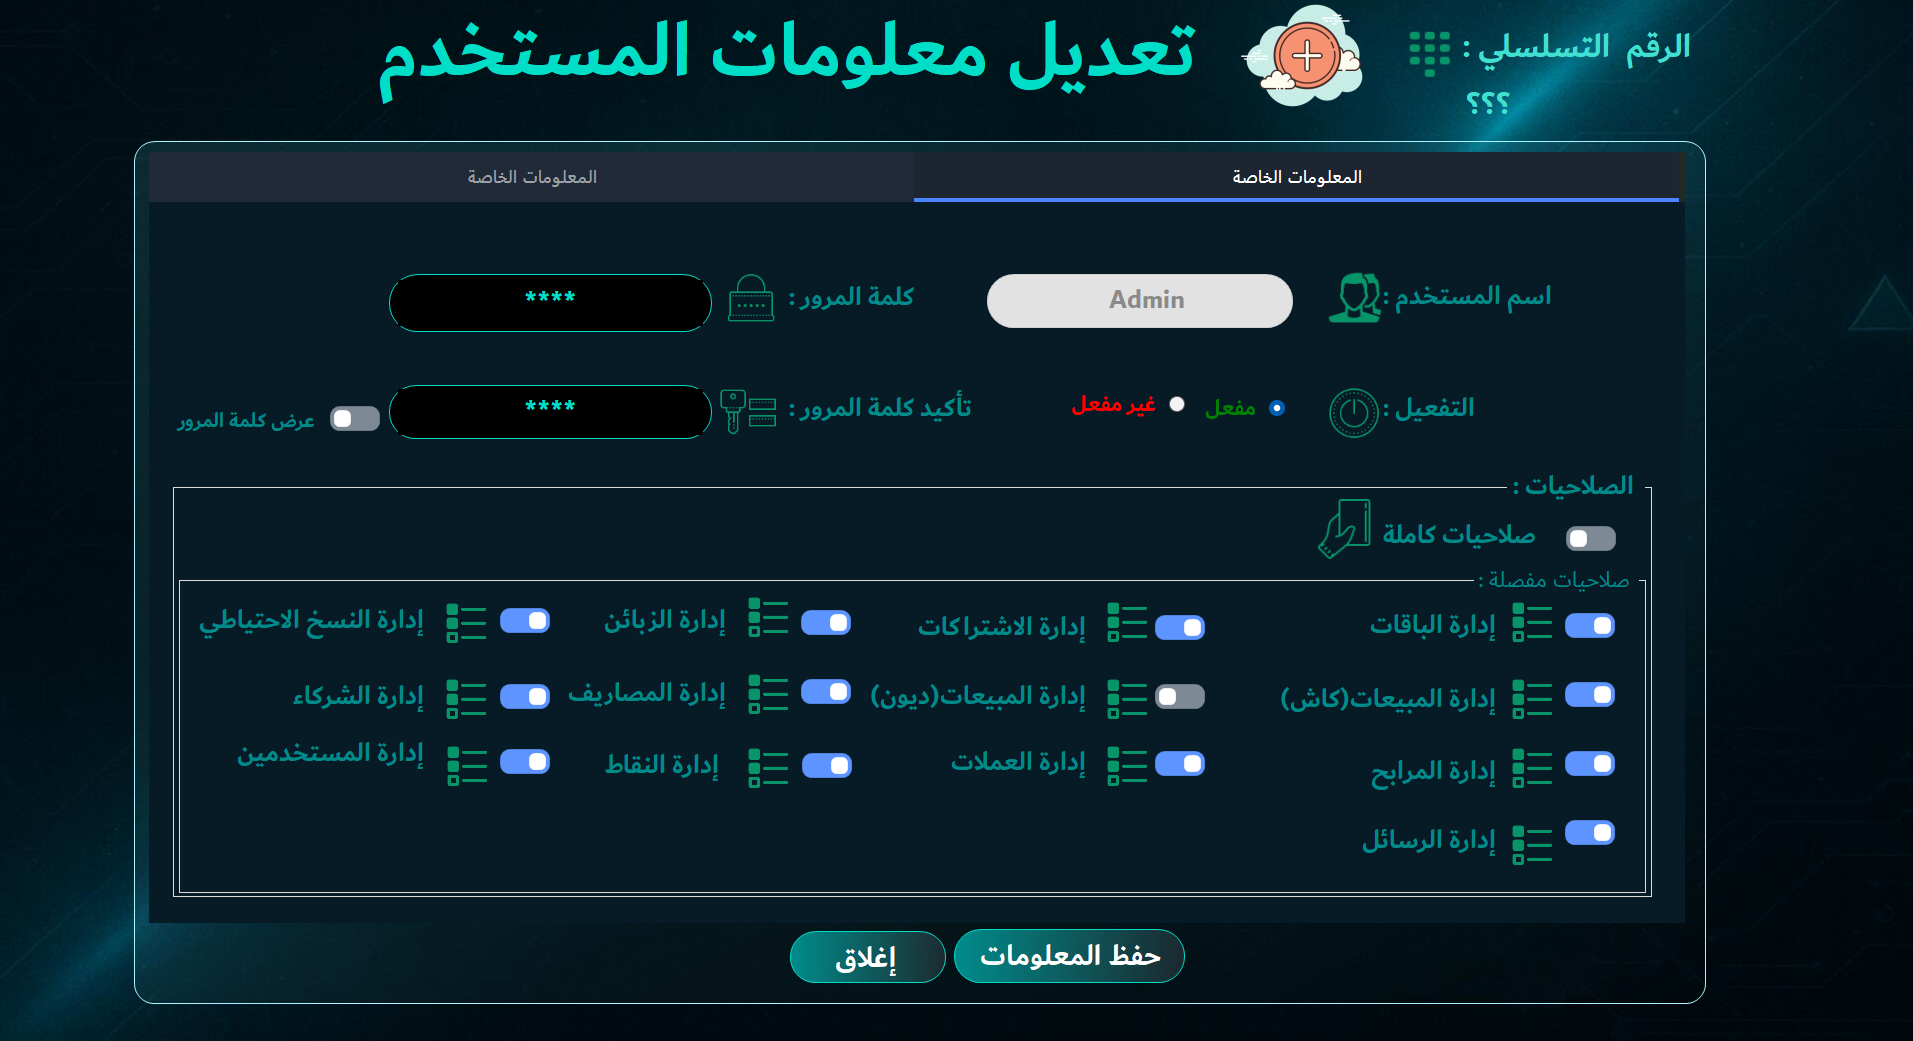 تعديل معلومات المستخدم
الرقم التسلسلي :
؟؟؟
المعلومات الخاصة
المعلومات الخاصة
اسم المستخدم :
Admin
كلمة المرور :
****
التفعيل :
مفعل
غير مفعل
تأكيد كلمة المرور :
****
عرض كلمة المرور
الصلاحيات :
صلاحيات كاملة
صلاحيات مفصلة :
إدارة الباقات
إدارة الاشتراكات
إدارة الزبائن
إدارة النسخ الاحتياطي
إدارة المبيعات(كاش)
إدارة المبيعات(ديون)
إدارة المصاريف
إدارة الشركاء
إدارة المرابح
إدارة العملات
إدارة النقاط
إدارة المستخدمين
إدارة الرسائل
حفظ المعلومات
إغلاق